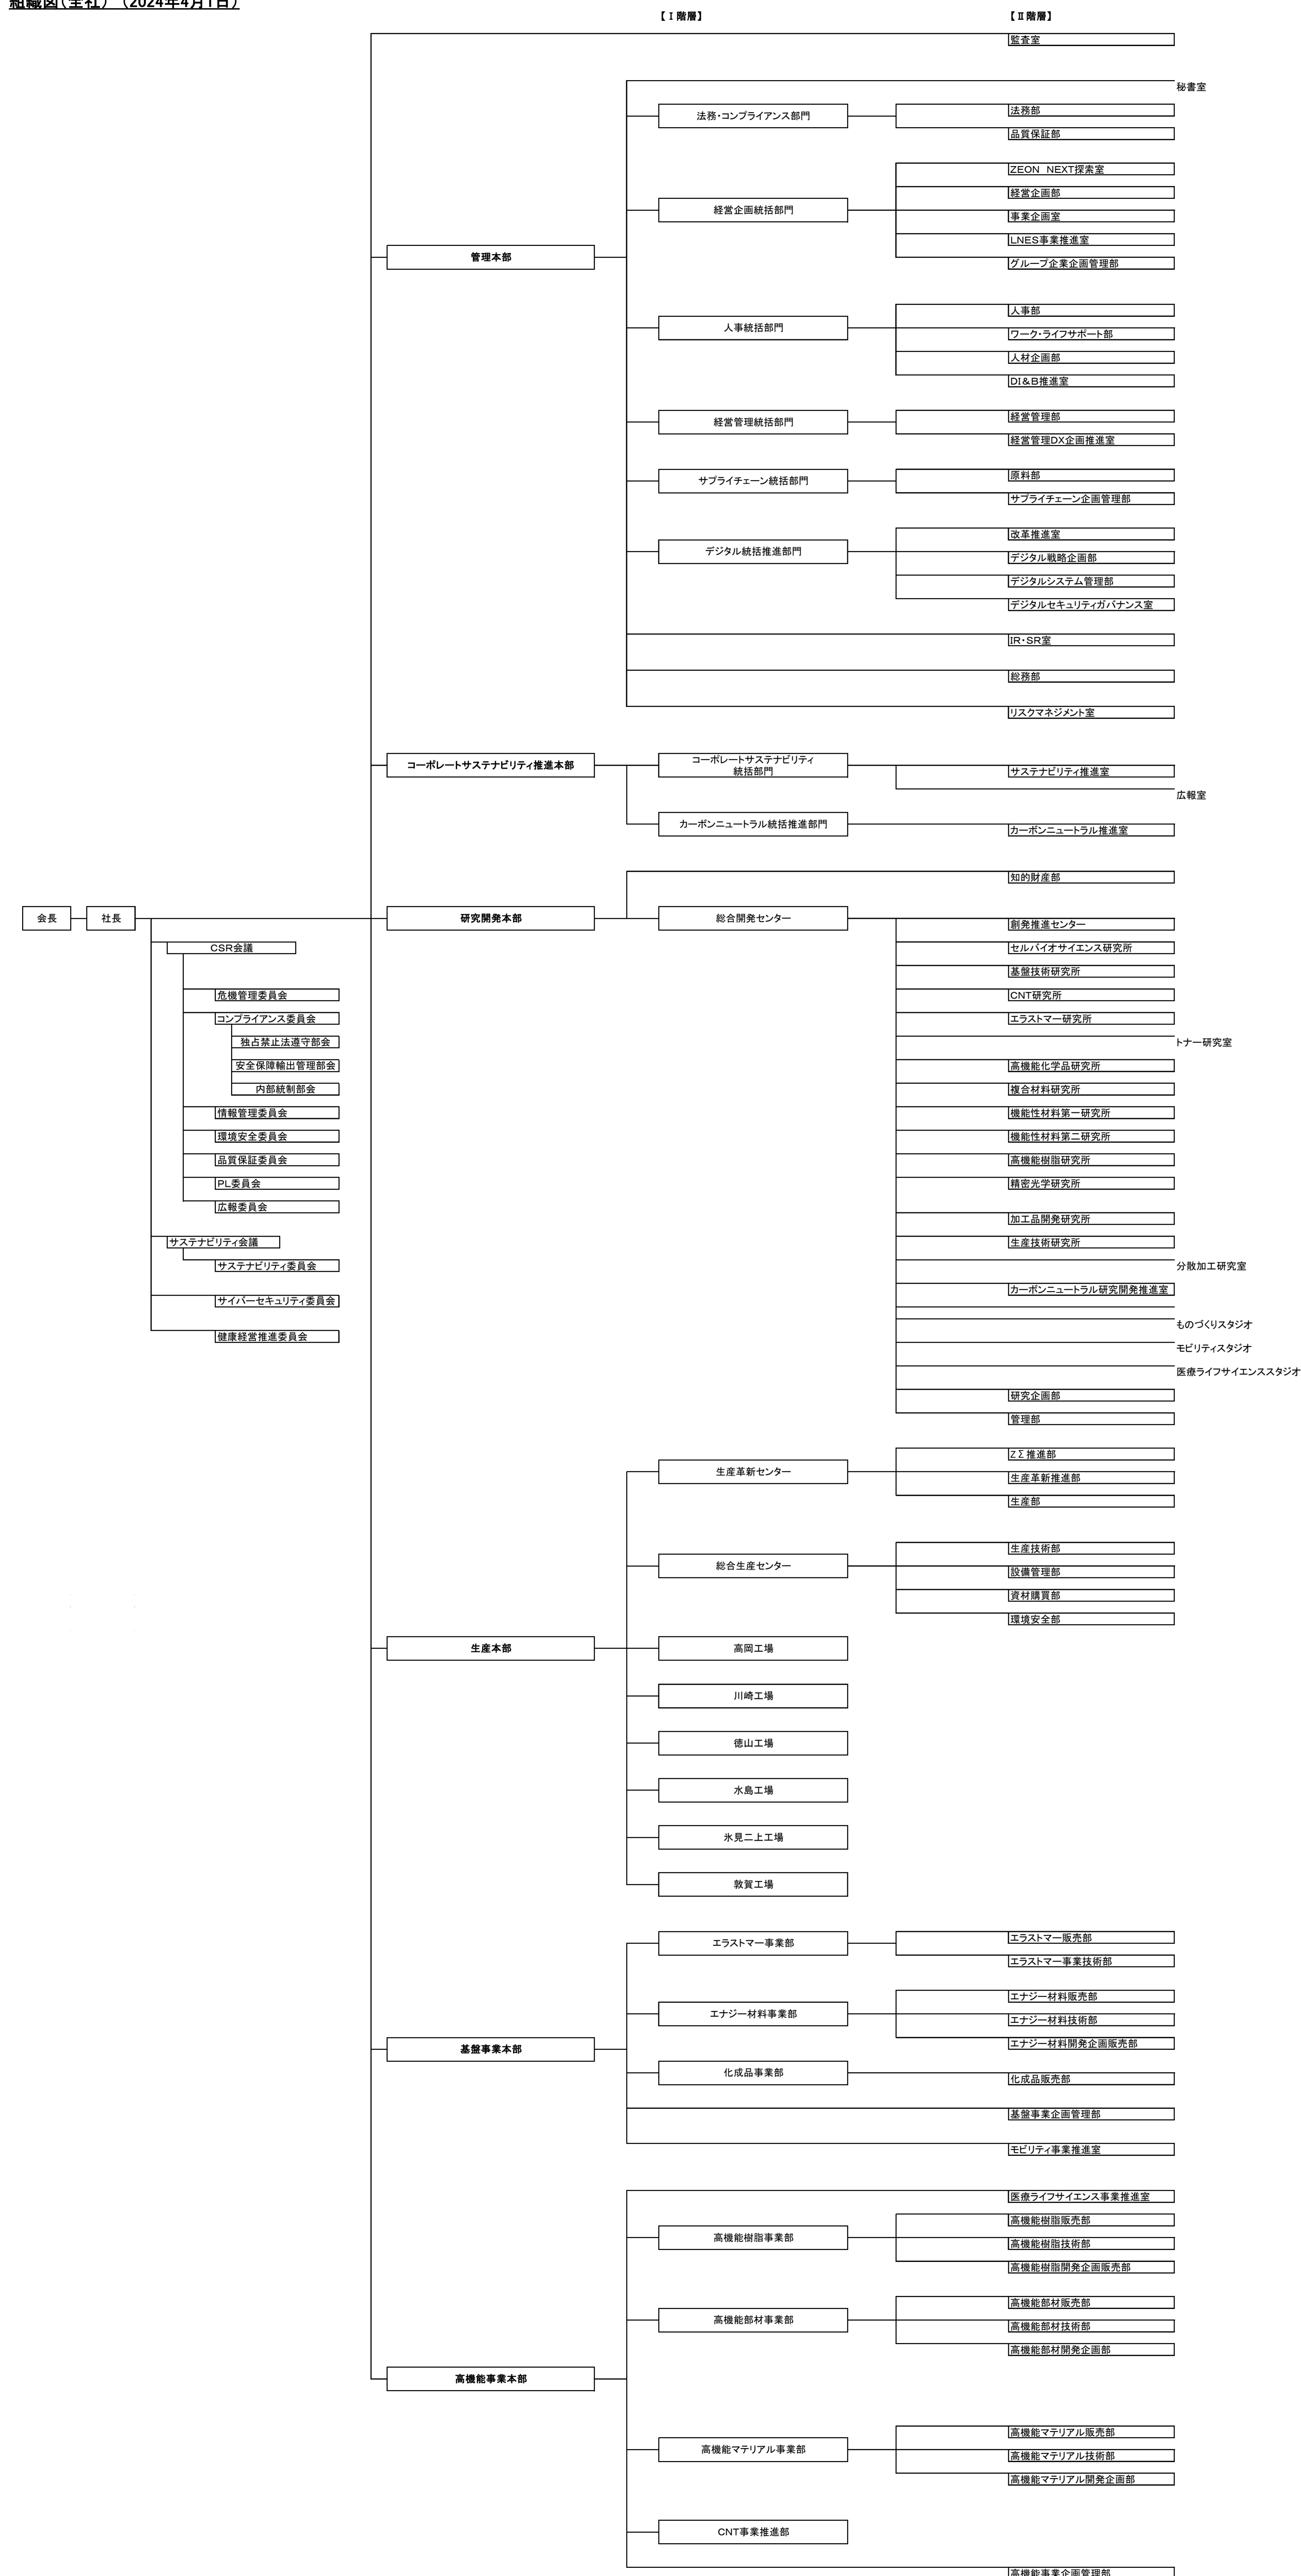 組織図(全社) (2024年4月1日)
【Ⅰ階層】
【Ⅱ階層】
監査室
秘書室
法務・コンプライアンス部門
法務部
品質保証部
経営企画統括部門
ZEON NEXT探索室
経営企画部
事業企画室
LNES事業推進室
グループ企業企画管理部
管理本部
人事統括部門
人事部
ワーク・ライフサポート部
人材企画部
DI&B推進室
経営管理統括部門
経営管理部
経営管理DX企画推進室
サプライチェーン統括部門
原料部
サプライチェーン企画管理部
デジタル統括推進部門
改革推進室
デジタル戦略企画部
デジタルシステム管理部
デジタルセキュリティガバナンス室
IR・SR室
総務部
リスクマネジメント室
コーポレートサステナビリティ推進本部
コーポレートサステナビリティ
統括部門
サステナビリティ推進室
広報室
カーボンニュートラル統括推進部門
カーボンニュートラル推進室
知的財産部
会長
社長
研究開発本部
総合開発センター
創発推進センター
セルバイオサイエンス研究所
基盤技術研究所
CNT研究所
エラストマー研究所
トナー研究室
高機能化学品研究所
複合材料研究所
機能性材料第一研究所
機能性材料第二研究所
高機能樹脂研究所
精密光学研究所
加工品開発研究所
生産技術研究所
分散加工研究室
カーボンニュートラル研究開発推進室
ものづくりスタジオ
モビリティスタジオ
医療ライフサイエンススタジオ
研究企画部
管理部
CSR会議
危機管理委員会
コンプライアンス委員会
独占禁止法遵守部会
安全保障輸出管理部会
内部統制部会
情報管理委員会
環境安全委員会
品質保証委員会
PL委員会
広報委員会
サステナビリティ会議
サステナビリティ委員会
サイバーセキュリティ委員会
健康経営推進委員会
生産革新センター
ZΣ推進部
生産革新推進部
生産部
総合生産センター
生産技術部
設備管理部
資材購買部
環境安全部
生産本部
高岡工場
川崎工場
徳山工場
水島工場
氷見二上工場
敦賀工場
エラストマー事業部
エラストマー販売部
エラストマー事業技術部
エナジー材料事業部
エナジー材料販売部
エナジー材料技術部
エナジー材料開発企画販売部
基盤事業本部
化成品事業部
化成品販売部
基盤事業企画管理部
モビリティ事業推進室
医療ライフサイエンス事業推進室
高機能樹脂事業部
高機能樹脂販売部
高機能樹脂技術部
高機能樹脂開発企画販売部
高機能部材事業部
高機能部材販売部
高機能部材技術部
高機能部材開発企画部
高機能事業本部
高機能マテリアル事業部
高機能マテリアル販売部
高機能マテリアル技術部
高機能マテリアル開発企画部
CNT事業推進部
高機能事業企画管理部